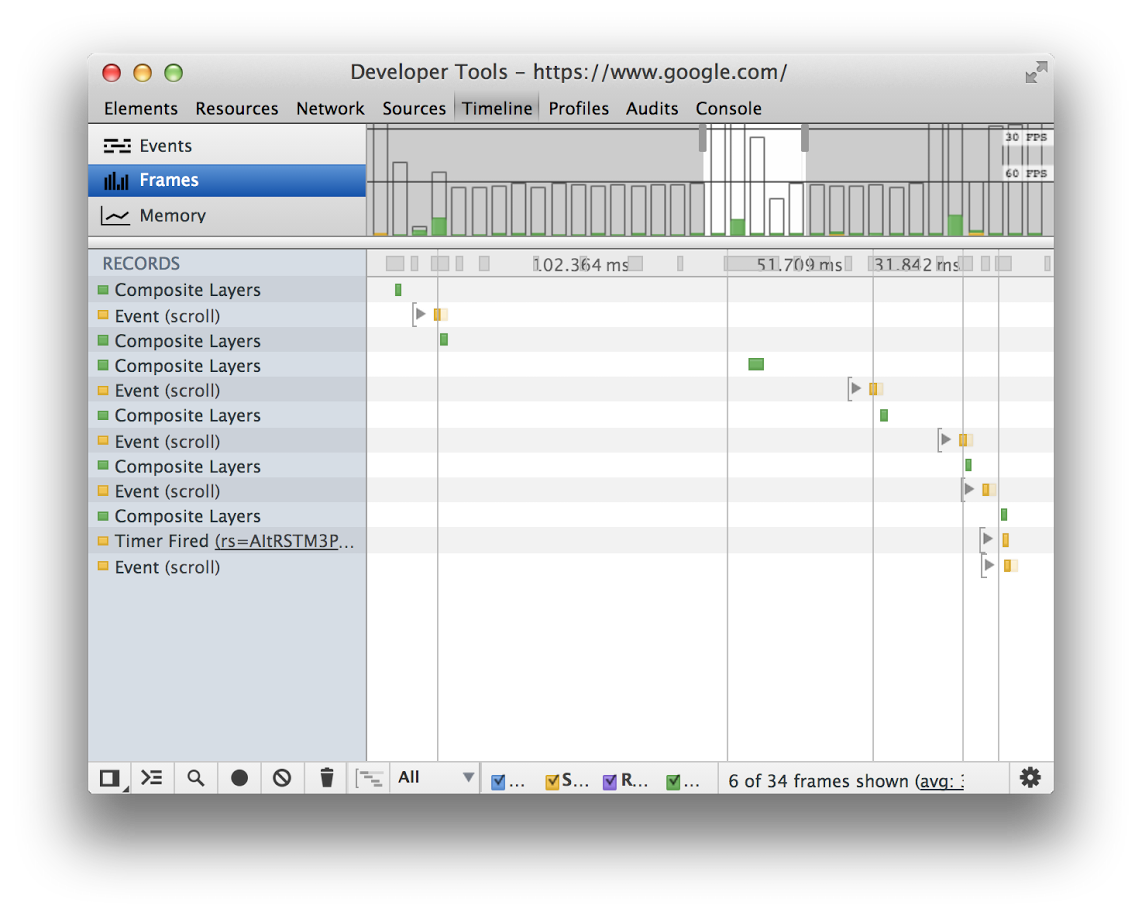 Developer Tools - https://www.google.com/
Elements Resources Network Sources Timeline Profiles Audits Console
Events
30 FPS
60 FPS
Frames
Memory
RECORDS
102.364 ms 51.709 ms 31.842 ms
Composite Layers
Event (scroll)
Composite Layers
Composite Layers
Event (scroll)
Composite Layers
Event (scroll)
Composite Layers
Event (scroll)
Composite Layers
Timer Fired (rs=AItRSTM3P...
Event (scroll)
All ... S... R... ... 6 of 34 frames shown (avg: